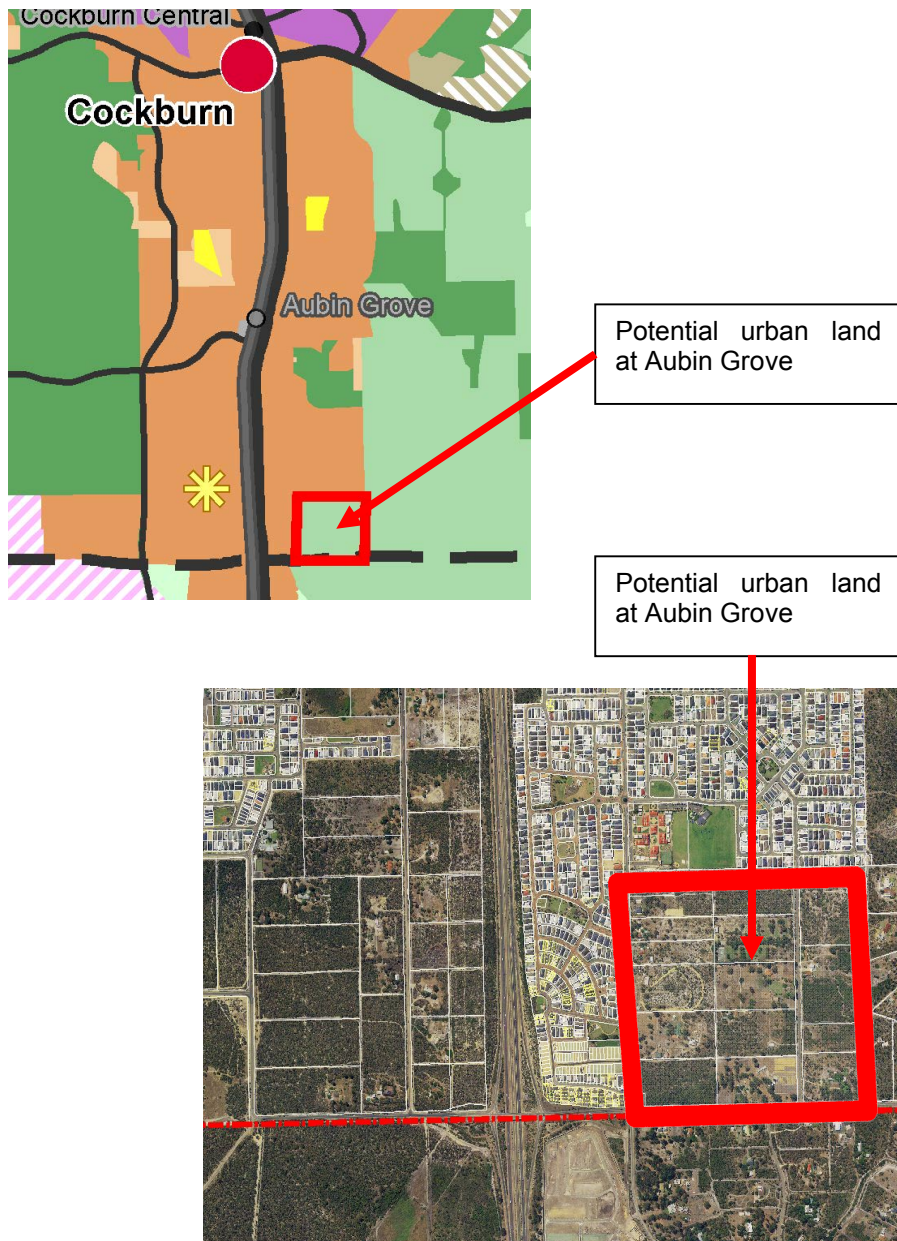 Cockburn Central
Cockburn
Aubin Grove
Potential urban land
at Aubin Grove
Potential urban land
at Aubin Grove